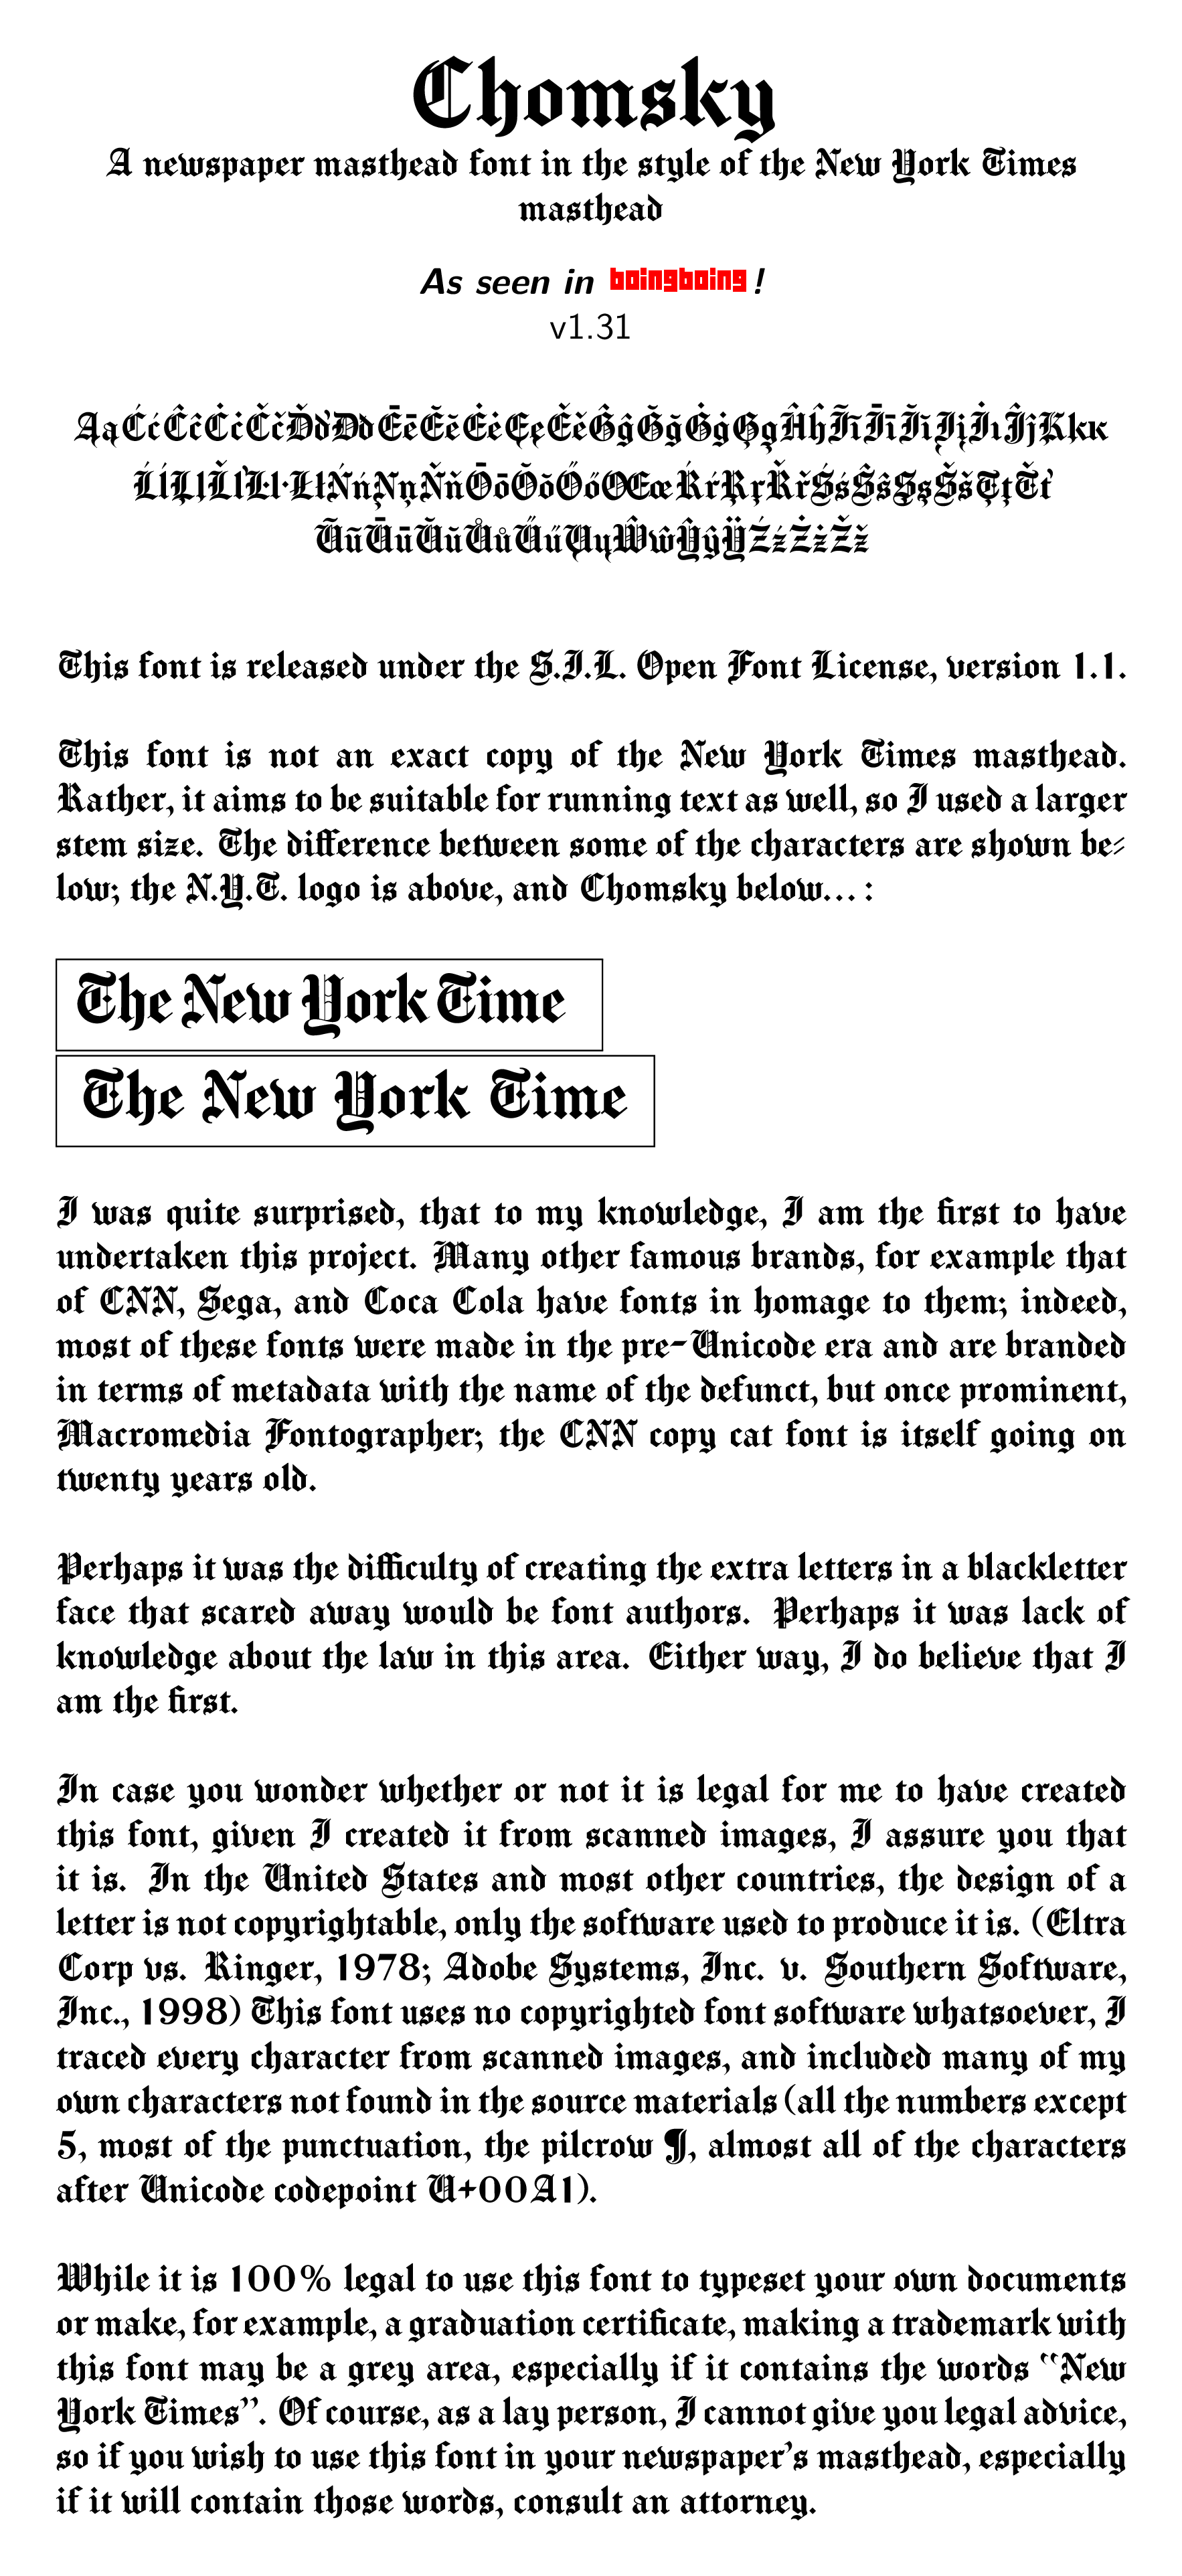 Chomsky
A newspaper masthead font in the style of the New York Times
masthead
As seen in boingboing!
v1.31
ĄąĆćĈĉĊċČčĎďĐđĒēĔĕĖėĘęĚěĜĝĞğĠġĢģĤĥĨĩĪīĬĭĮįİıĴĵĶķĸ
ĹĺĻļĽľĿŀŁłŃńŅņŇňŌōŎŏŐőŒœŔŕŖŗŘřŚśŜŝŞşŠšŢţŤť
ŨũŪūŬŭŮůŰűŲųŴŵŶŷŸŹźŻżŽž
This font is released under the S.I.L. Open Font License, version 1.1.
This font is not an exact copy of the New York Times masthead.
Rather, it aims to be suitable for running text as well, so I used a larger
stem size. The difference between some of the characters are shown be-
low; the N.Y.T. logo is above, and Chomsky below…:
The New York Time
The New York Time
I was quite surprised, that to my knowledge, I am the first to have
undertaken this project. Many other famous brands, for example that
of CNN, Sega, and Coca Cola have fonts in homage to them; indeed,
most of these fonts were made in the pre-Unicode era and are branded
in terms of metadata with the name of the defunct, but once prominent,
Macromedia Fontographer; the CNN copy cat font is itself going on
twenty years old.
Perhaps it was the difficulty of creating the extra letters in a blackletter
face that scared away would be font authors. Perhaps it was lack of
knowledge about the law in this area. Either way, I do believe that I
am the first.
In case you wonder whether or not it is legal for me to have created
this font, given I created it from scanned images, I assure you that
it is. In the United States and most other countries, the design of a
letter is not copyrightable, only the software used to produce it is. (Eltra
Corp vs. Ringer, 1978; Adobe Systems, Inc. v. Southern Software,
Inc., 1998) This font uses no copyrighted font software whatsoever, I
traced every character from scanned images, and included many of my
own characters not found in the source materials (all the numbers except
5, most of the punctuation, the pilcrow ¶, almost all of the characters
after Unicode codepoint U+00A1).
While it is 100% legal to use this font to typeset your own documents
or make, for example, a graduation certificate, making a trademark with
this font may be a grey area, especially if it contains the words “New
York Times”. Of course, as a lay person, I cannot give you legal advice,
so if you wish to use this font in your newspaper’s masthead, especially
if it will contain those words, consult an attorney.